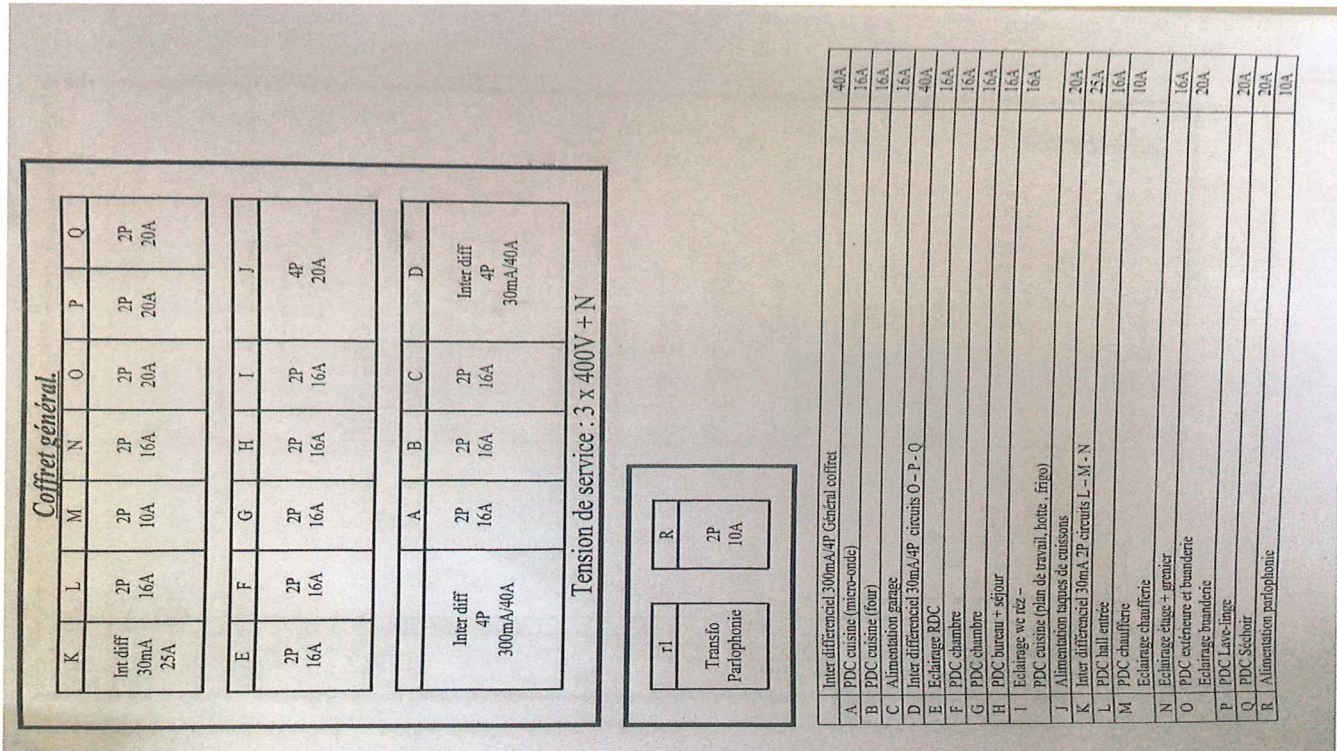 Coffret général.
K L M N O P Q
Int diff 30mA 25A 2P 16A 2P 10A 2P 16A 2P 20A 2P 20A 2P 20A
E F G H I J
2P 16A 2P 16A 2P 16A 2P 16A 2P 16A 4P 20A
A B C D
Inter diff 4P 300mA/40A 2P 16A 2P 16A 2P 16A Inter diff 4P 30mA/40A
Tension de service : 3 x 400V + N
r1 R
Transfo Parlophonie 2P 10A
Inter différenciel 300mA/4P Général coffret 40A
A PDC cuisine (micro-onde) 16A
B PDC cuisine (four) 16A
C Alimontation garage 16A
D Inter différenciel 30mA/4P circuits O – P - Q 40A
E Eclairage RDC 16A
F PDC chambre 16A
G PDC chambre 16A
H PDC bureau + séjour 16A
I Eclairage wc réz – 16A
PDC cuisine (plan de travail, hotte , frigo)
J Alimontation taques de cuissons 20A
K Inter différenciel 30mA 2P circuits L – M - N 25A
L PDC hall entrée 16A
M PDC chaufferie 10A
Eclairage chaufferie
N Eclairage étage + grenier 16A
O PDC extérieure et buanderie 20A
Eclairage buanderie
P PDC Lave-linge 20A
Q PDC Séchoir 20A
R Alimentation parlophonie 10A